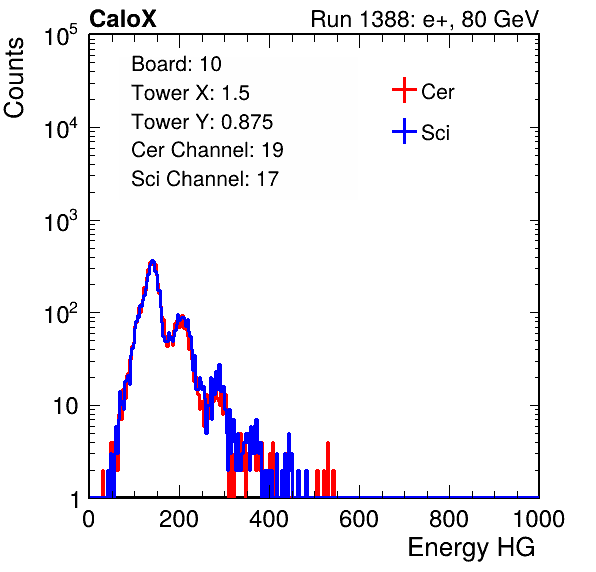 CaloX Run 1388: e+, 80 GeV
Counts
10^5
10^4
10^3
10^2
10
1
Board: 10
Tower X: 1.5
Tower Y: 0.875
Cer Channel: 19
Sci Channel: 17
Cer
Sci
0 200 400 600 800 1000
Energy HG